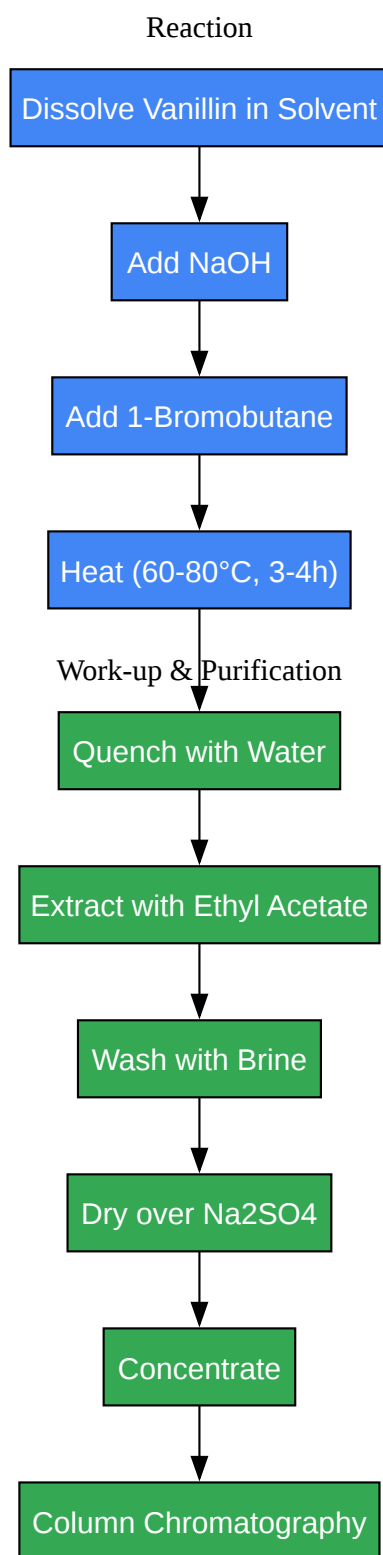 Reaction
Dissolve Vanillin in Solvent
Add NaOH
Add 1-Bromobutane
Heat (60-80°C, 3-4h)
Work-up & Purification
Quench with Water
Extract with Ethyl Acetate
Wash with Brine
Dry over Na2SO4
Concentrate
Column Chromatography